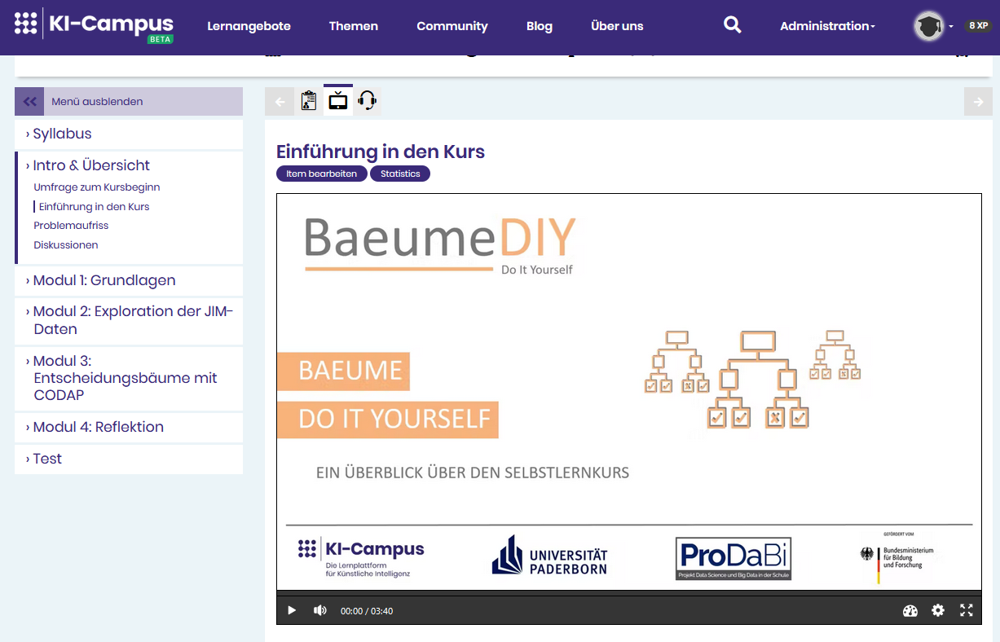 KI-Campus
BETA
Lernangebote
Themen
Community
Blog
Über uns
Administration
8 XP
Menü ausblenden
› Syllabus
› Intro & Übersicht
Umfrage zum Kursbeginn
Einführung in den Kurs
Problemaufriss
Diskussionen
› Modul 1: Grundlagen
› Modul 2: Exploration der JIM-
Daten
› Modul 3:
Entscheidungsbäume mit
CODAP
› Modul 4: Reflektion
› Test
Einführung in den Kurs
Item bearbeiten
Statistics
BaeumeDIY
Do It Yourself
BAEUME
DO IT YOURSELF
EIN ÜBERBLICK ÜBER DEN SELBSTLERNKURS
KI-Campus
Die Lernplattform
für Künstliche Intelligenz
UNIVERSITÄT
PADERBORN
ProDaBi
Projekt Data Science und Big Data in der Schule
GEFÖRDERT VOM
Bundesministerium
für Bildung
und Forschung
00:00 / 03:40